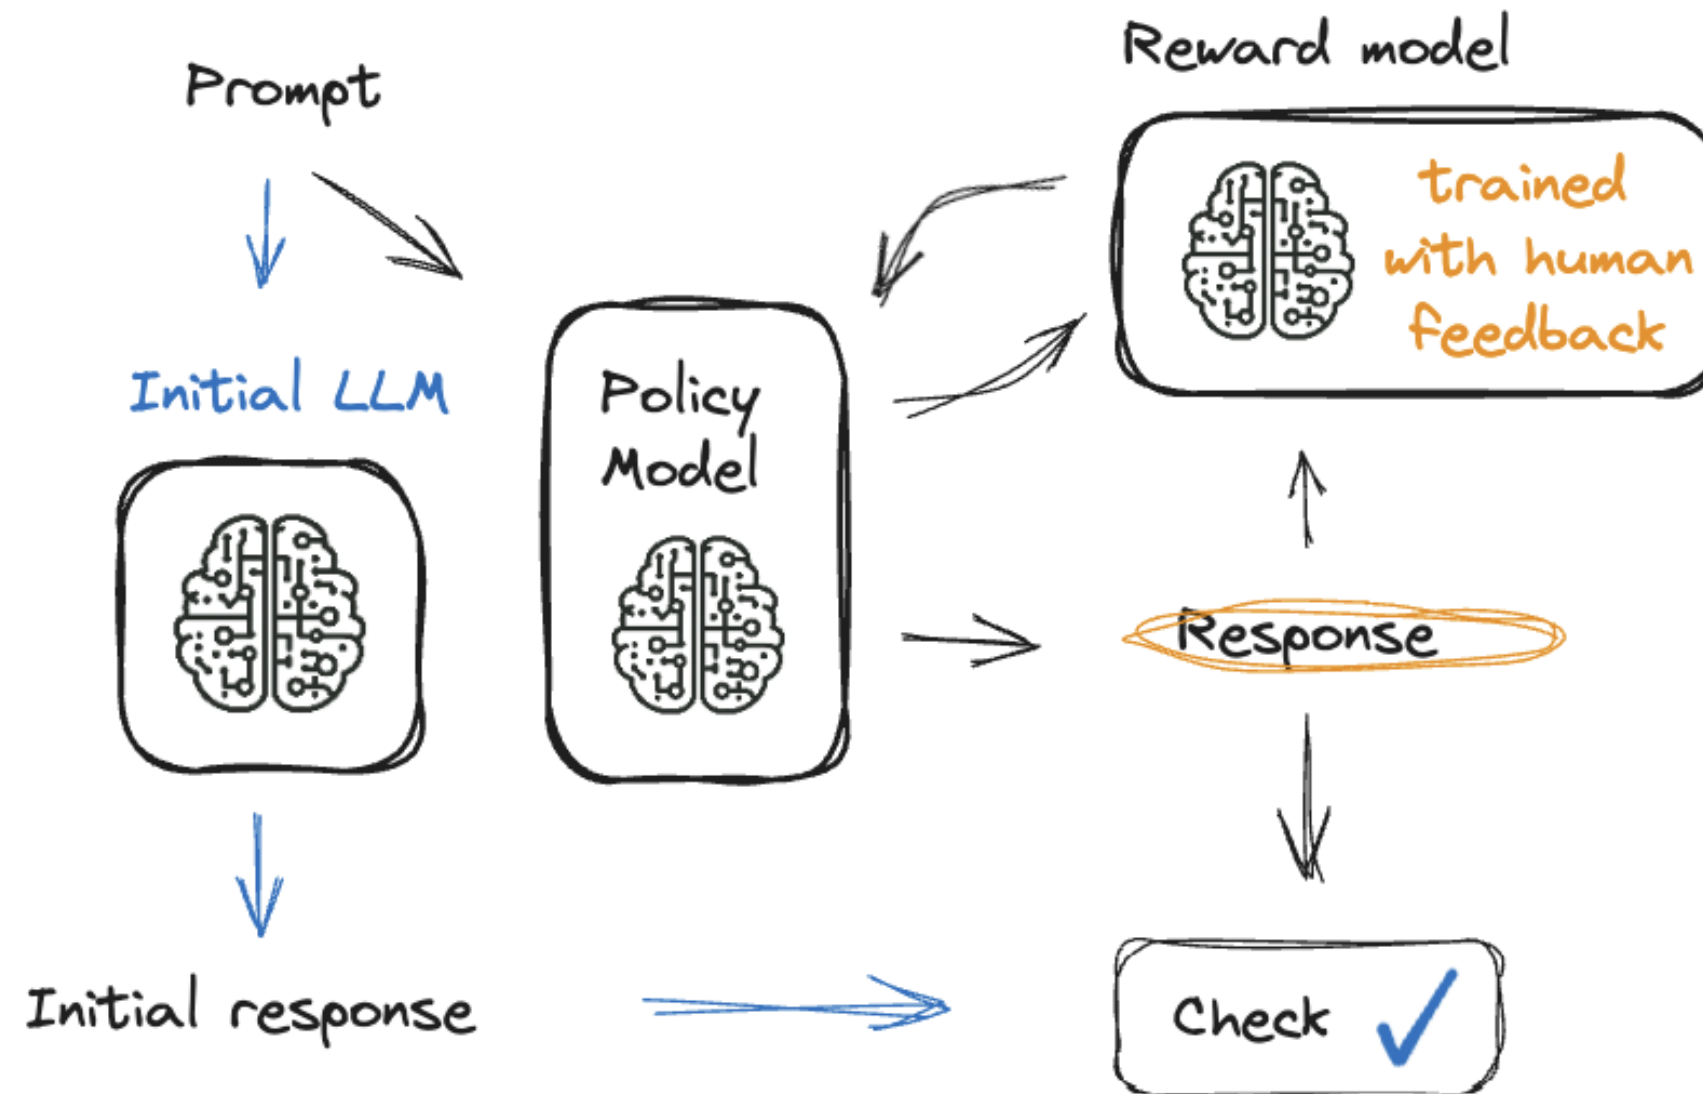 Prompt
Reward model
trained
with human
feedback
Initial LLM
Policy
Model
Response
Initial response
Check